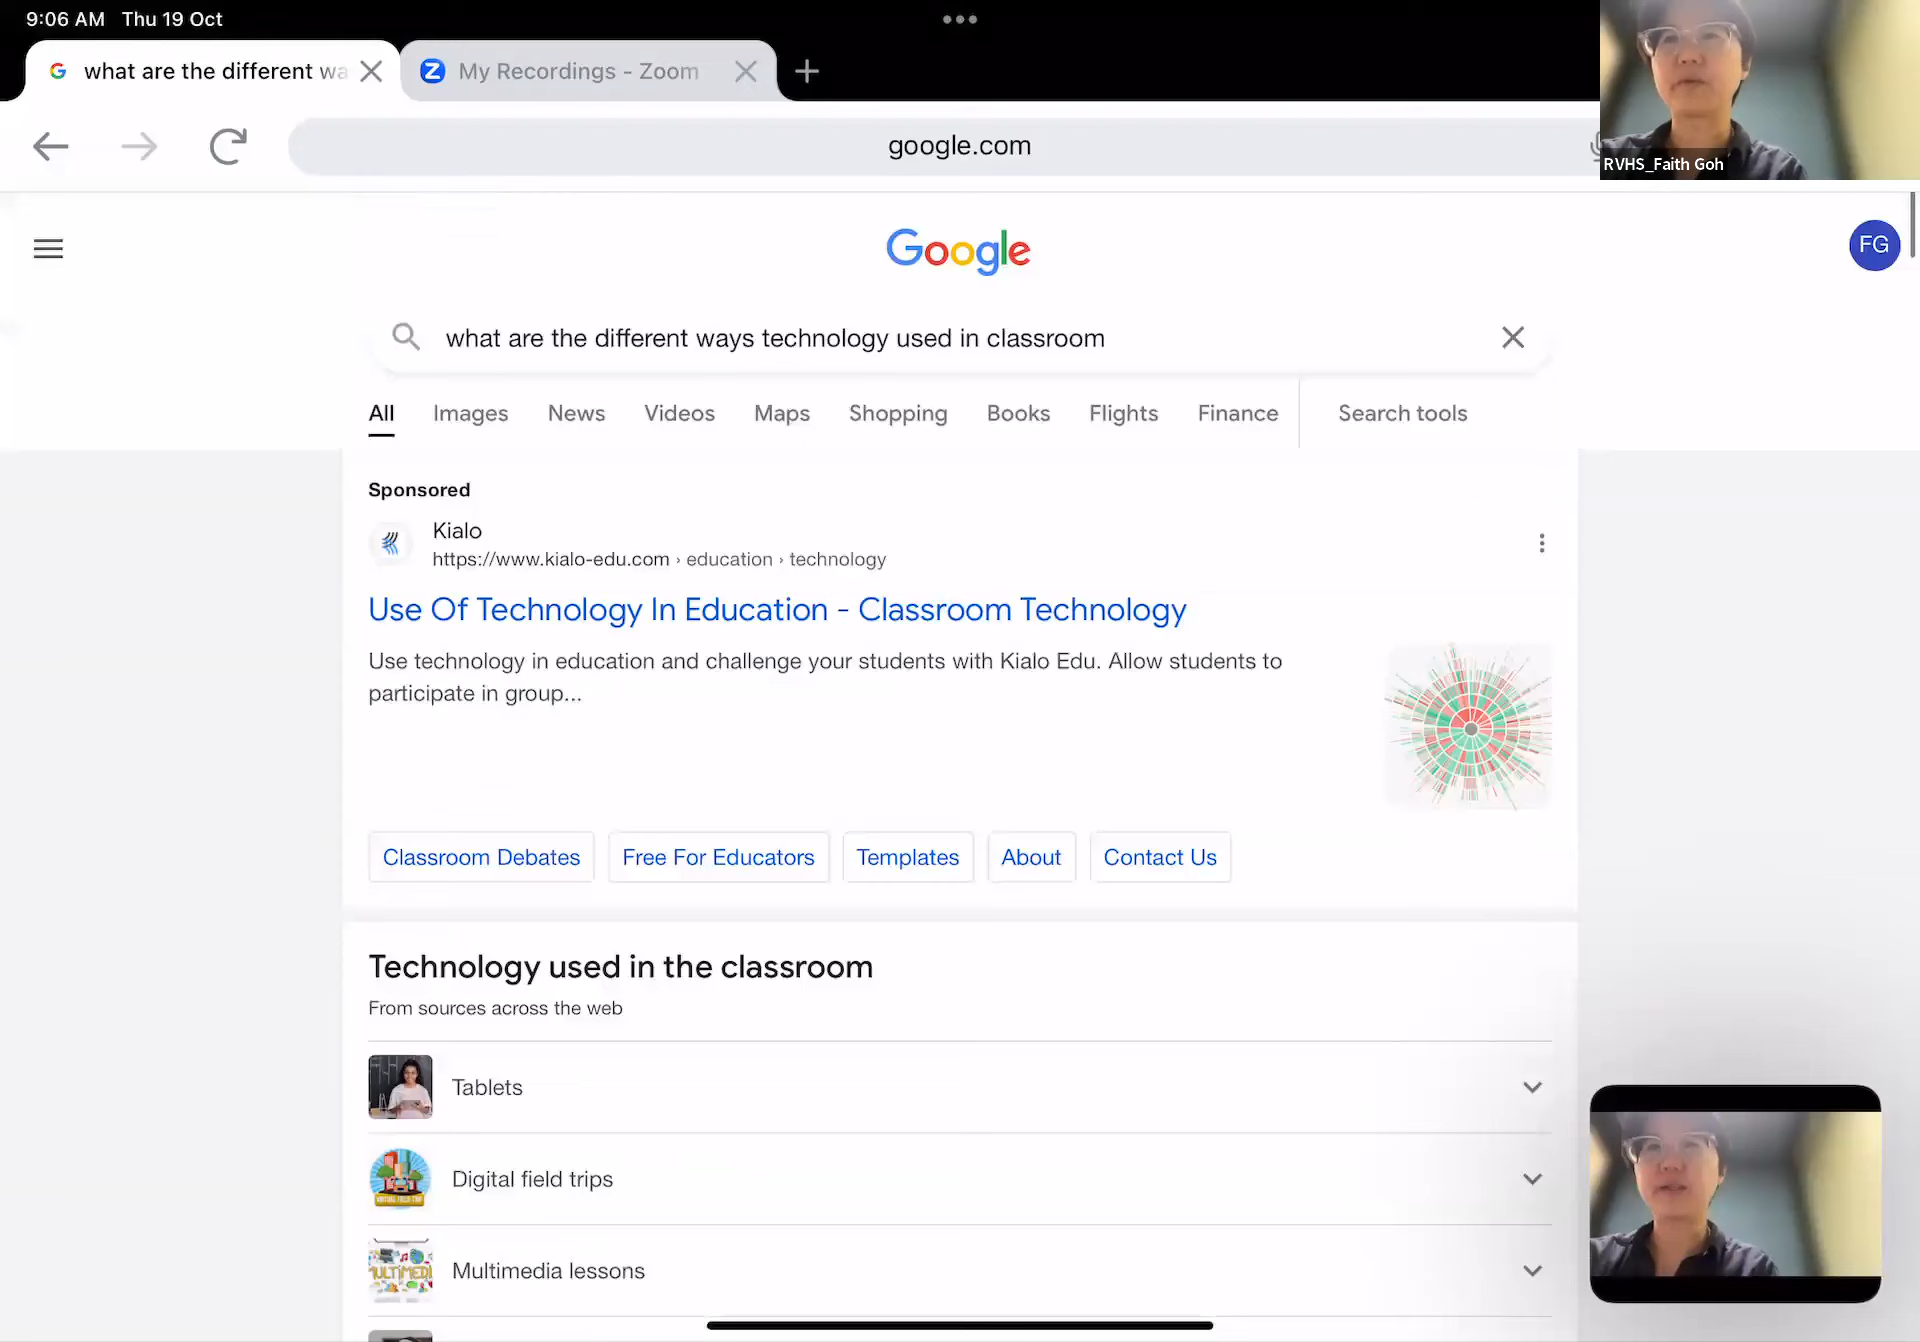 9:06 AM Thu 19 Oct
what are the different wa
My Recordings - Zoom
google.com
RVHS_Faith Goh
Google
FG
what are the different ways technology used in classroom
All Images News Videos Maps Shopping Books Flights Finance Search tools
Sponsored
Kialo
https://www.kialo-edu.com › education › technology
Use Of Technology In Education - Classroom Technology
Use technology in education and challenge your students with Kialo Edu. Allow students to
participate in group...
Classroom Debates Free For Educators Templates About Contact Us
Technology used in the classroom
From sources across the web
Tablets
Digital field trips
Multimedia lessons